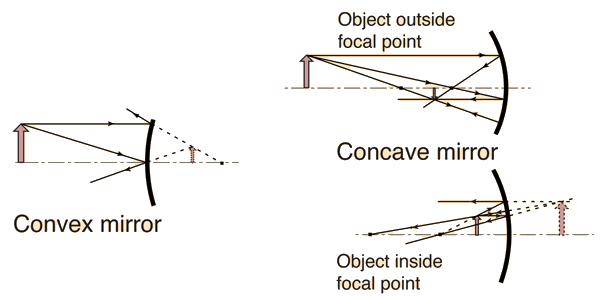 Object outside
focal point
Concave mirror
Convex mirror
Object inside
focal point